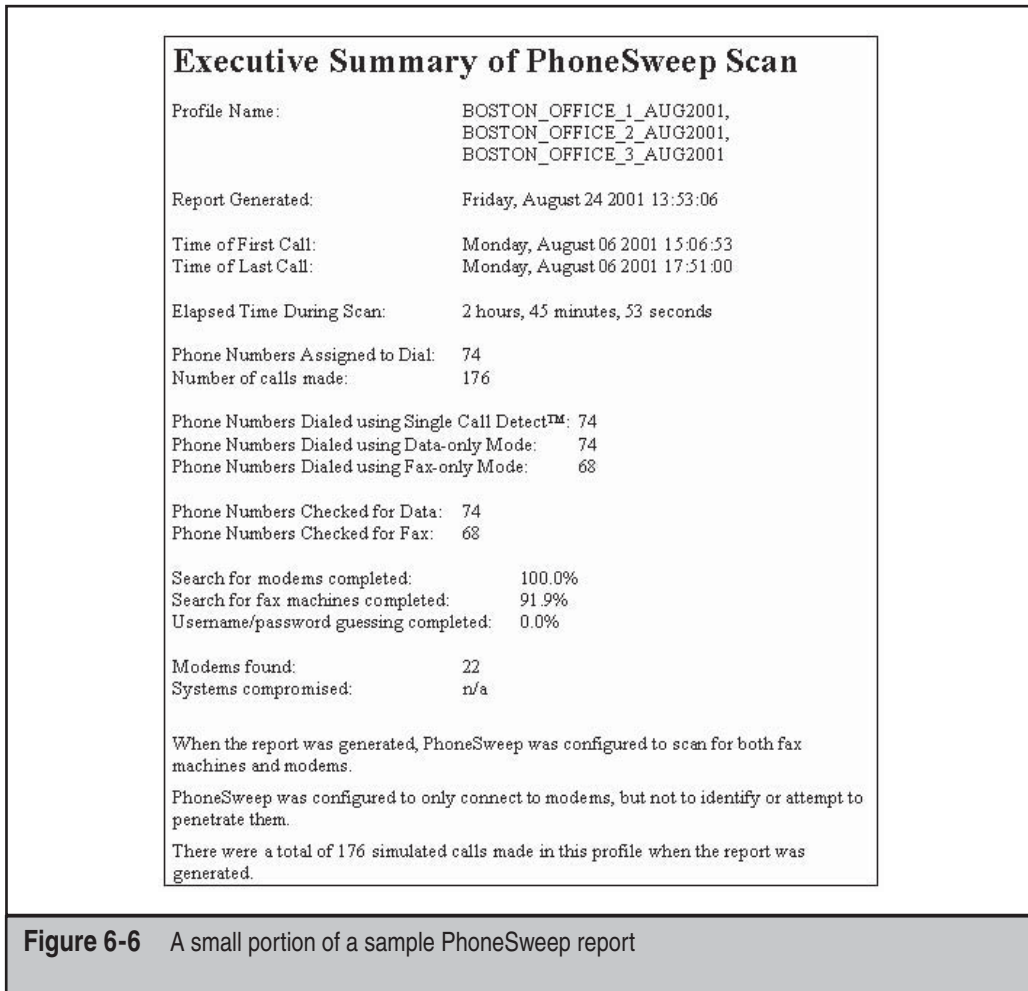 Executive Summary of PhoneSweep Scan
Profile Name: BOSTON_OFFICE_1_AUG2001,
BOSTON_OFFICE_2_AUG2001,
BOSTON_OFFICE_3_AUG2001
Report Generated: Friday, August 24 2001 13:53:06
Time of First Call: Monday, August 06 2001 15:06:53
Time of Last Call: Monday, August 06 2001 17:51:00
Elapsed Time During Scan: 2 hours, 45 minutes, 53 seconds
Phone Numbers Assigned to Dial: 74
Number of calls made: 176
Phone Numbers Dialed using Single Call Detect™: 74
Phone Numbers Dialed using Data-only Mode: 74
Phone Numbers Dialed using Fax-only Mode: 68
Phone Numbers Checked for Data: 74
Phone Numbers Checked for Fax: 68
Search for modems completed: 100.0%
Search for fax machines completed: 91.9%
Username/password guessing completed: 0.0%
Modems found: 22
Systems compromised: n/a
When the report was generated, PhoneSweep was configured to scan for both fax
machines and modems.
PhoneSweep was configured to only connect to modems, but not to identify or attempt to
penetrate them.
There were a total of 176 simulated calls made in this profile when the report was
generated.
Figure 6-6 A small portion of a sample PhoneSweep report